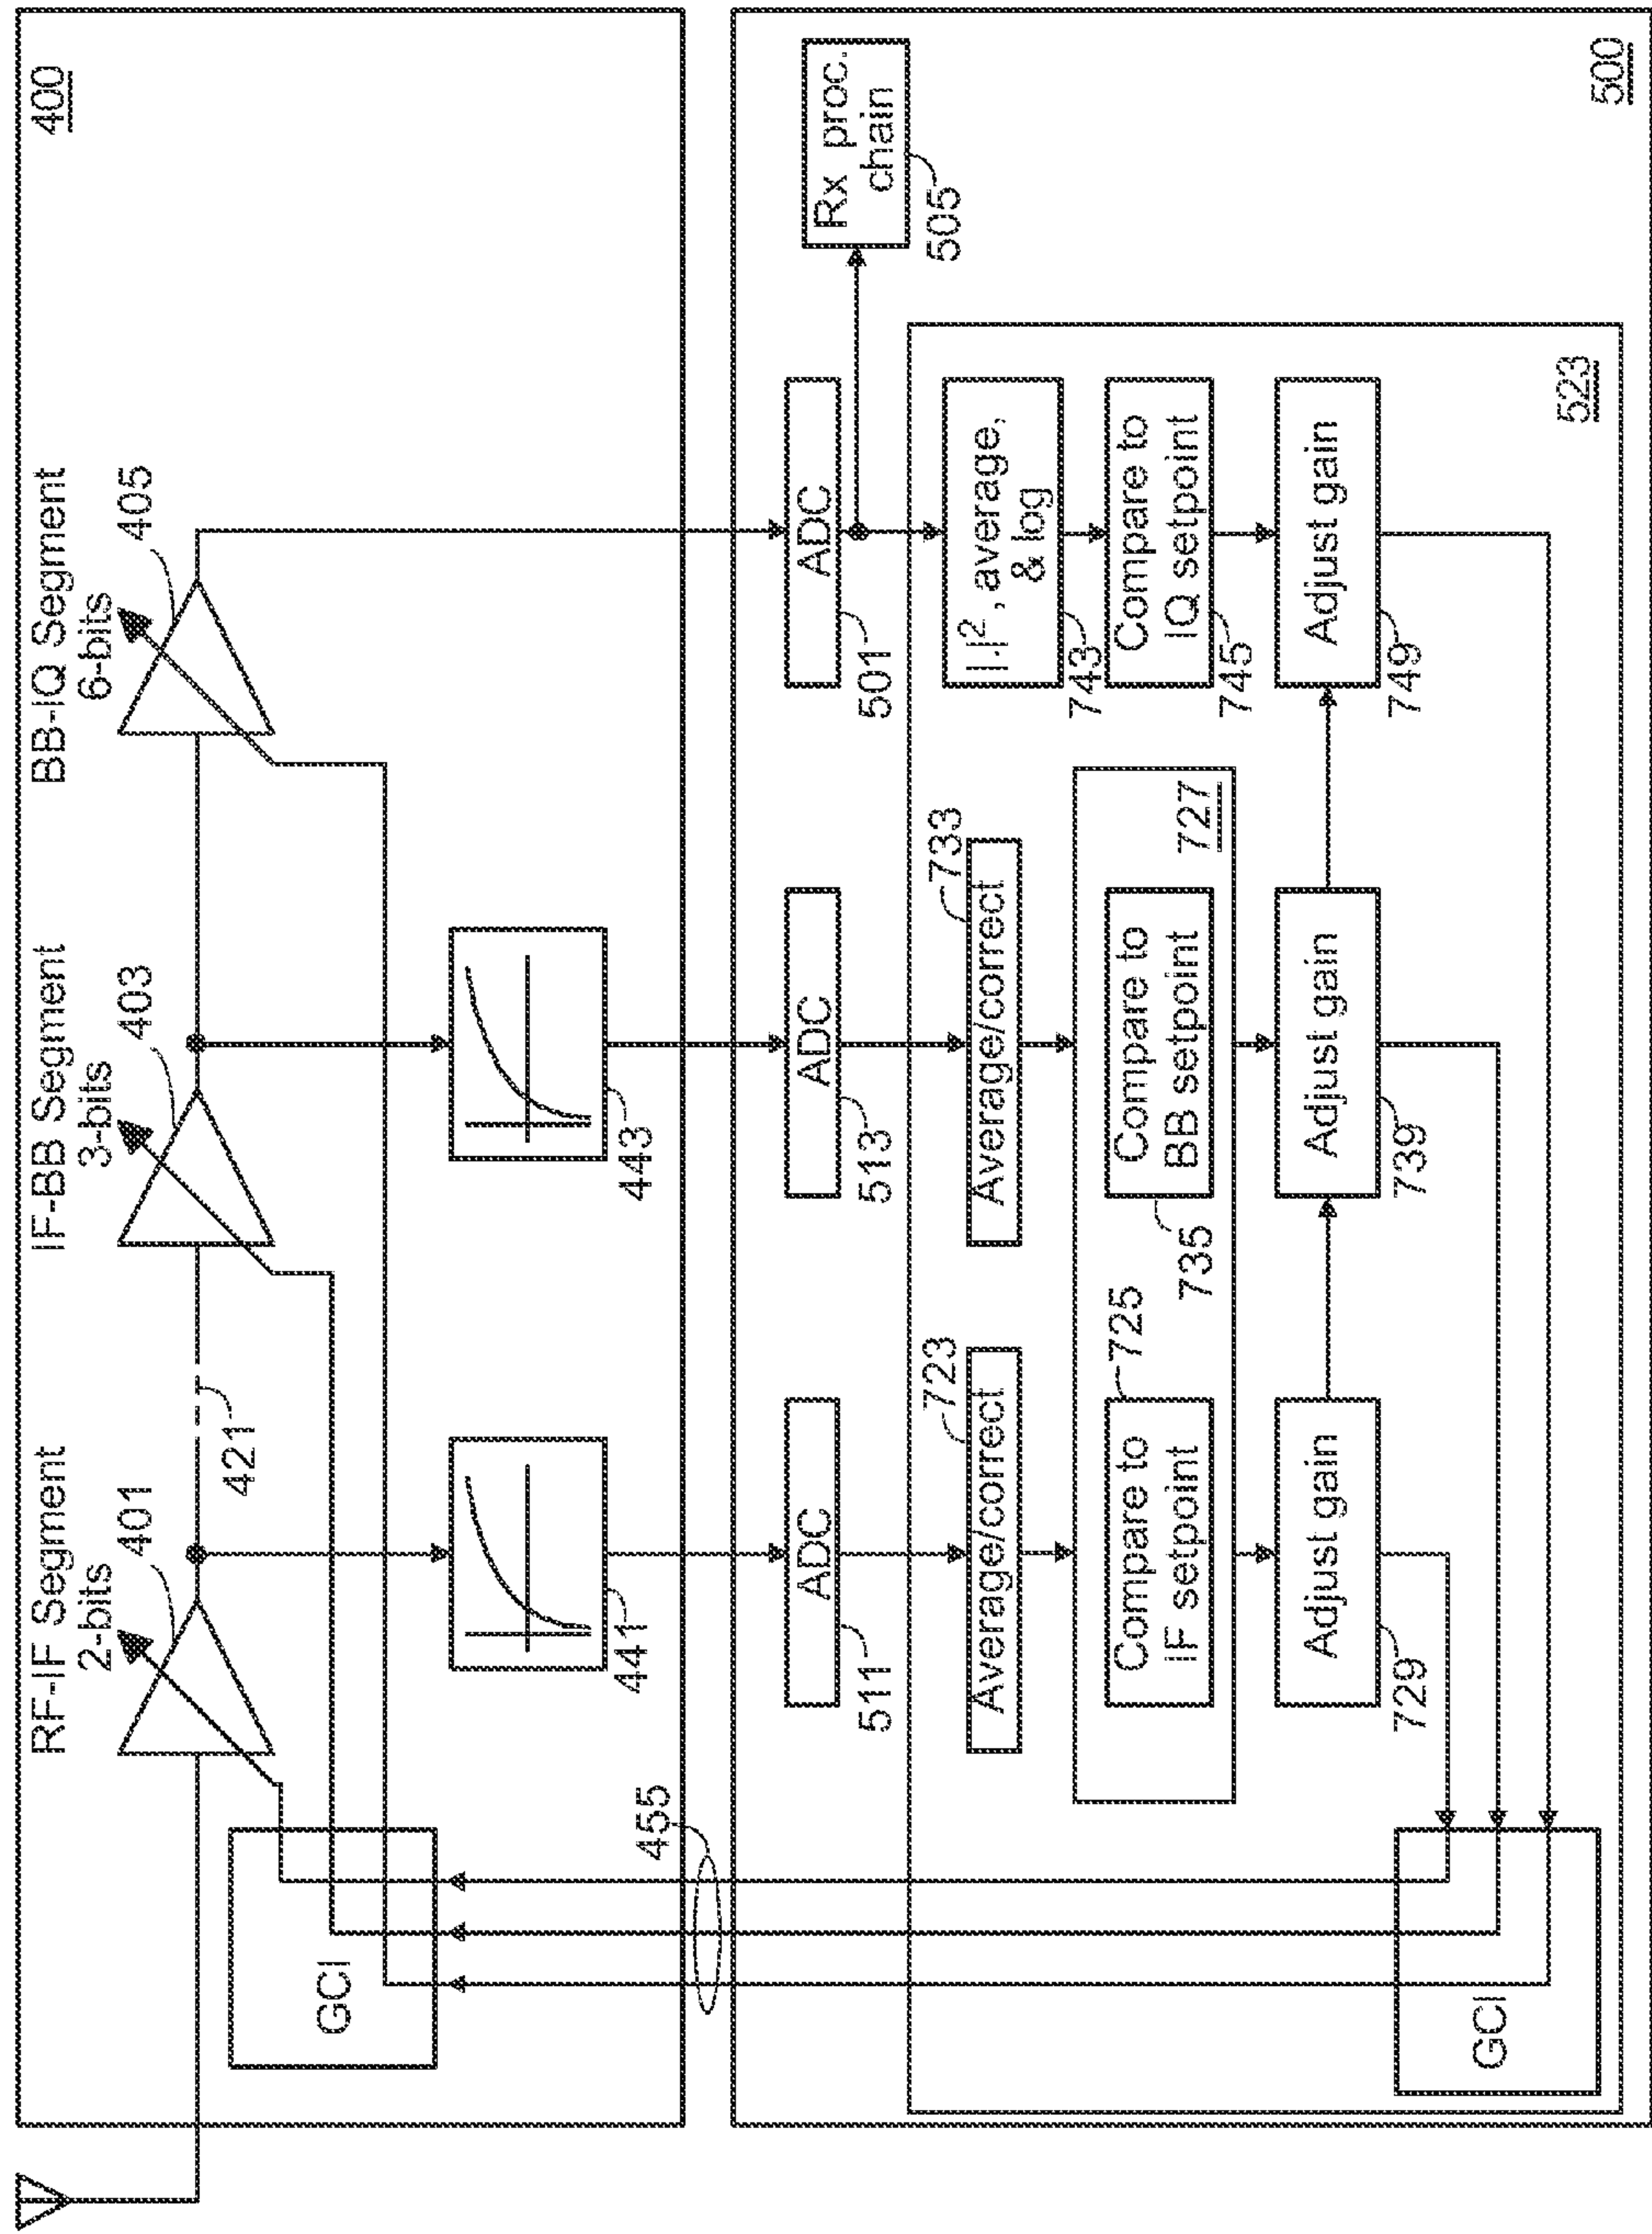 400
RF-IF Segment
2-bits
401
IF-BB Segment
3-bits
403
BB-IQ Segment
6-bits
405
421
GCI
441
443
455
ADC
511
ADC
513
ADC
501
Rx proc.
chain
505
Average/correct
723
Average/correct
733
|.|², average,
& log
743
Compare to
IF setpoint
725
Compare to
BB setpoint
735
727
Compare to
IQ setpoint
745
Adjust gain
729
Adjust gain
739
Adjust gain
749
GCI
523
500